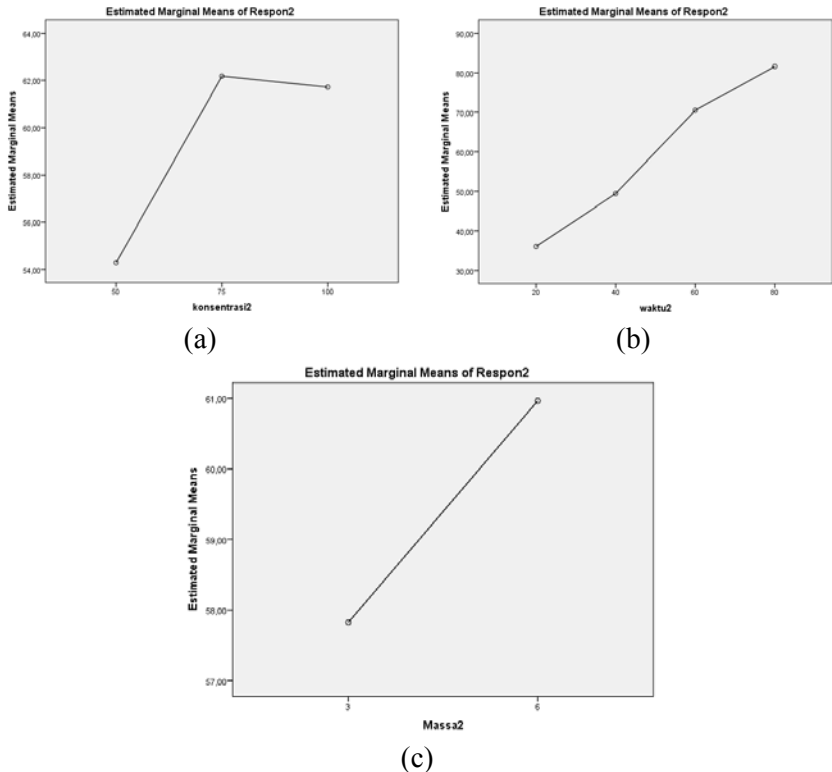 Estimated Marginal Means of Respon2
Estimated Marginal Means
64,00
62,00
60,00
58,00
56,00
54,00
50
75
100
konsentrasi2
(a)
Estimated Marginal Means of Respon2
Estimated Marginal Means
90,00
80,00
70,00
60,00
50,00
40,00
30,00
20
40
60
80
waktu2
(b)
Estimated Marginal Means of Respon2
Estimated Marginal Means
61,00
60,00
59,00
58,00
57,00
3
6
Massa2
(c)